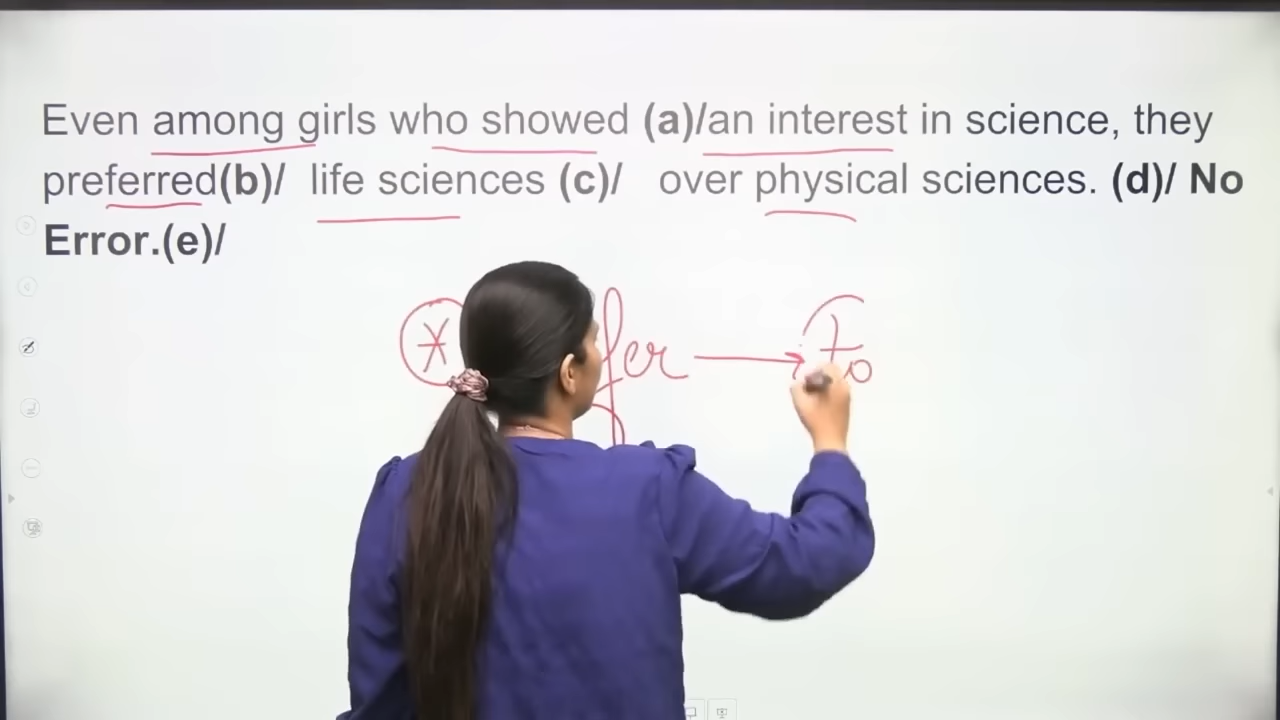 Even among girls who showed (a)/an interest in science, they
preferred(b)/ life sciences (c)/ over physical sciences. (d)/ No
Error.(e)/
fer → to